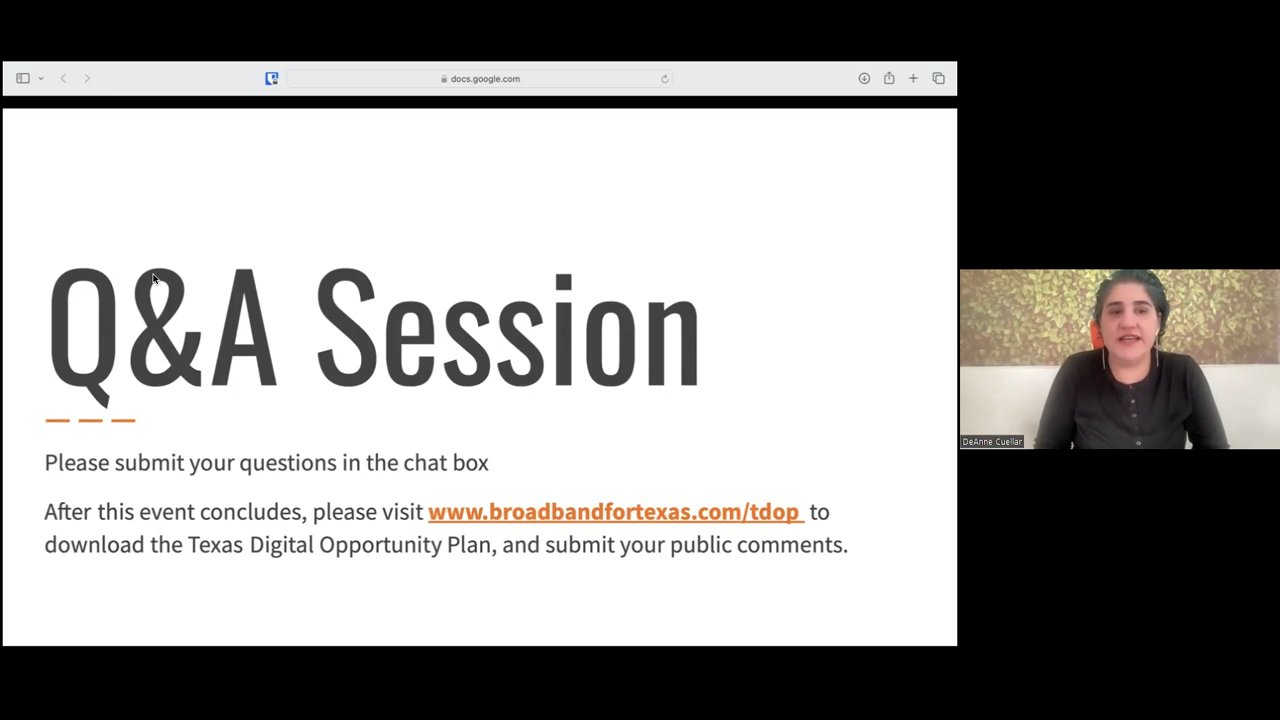 docs.google.com
Q&A Session
Please submit your questions in the chat box
After this event concludes, please visit www.broadbandfortexas.com/tdop to
download the Texas Digital Opportunity Plan, and submit your public comments.
DeAnne Cuellar